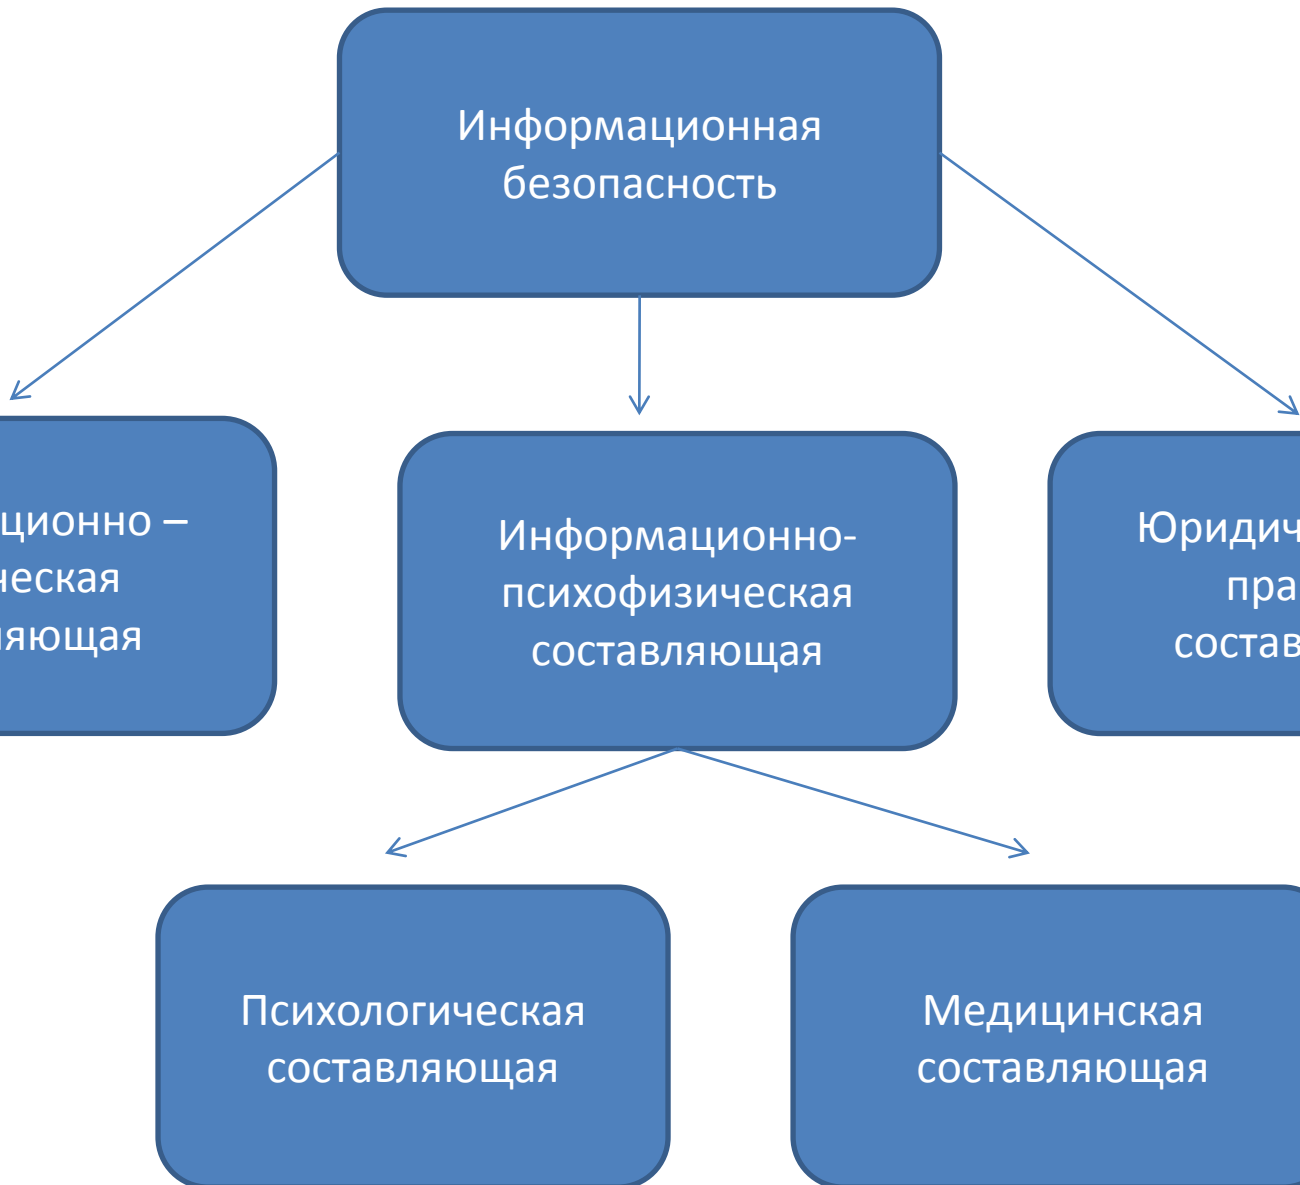 Информационная
безопасность
ционно –
ческая
ляющая
Информационно-
психофизическая
составляющая
Юридич
пра
состав
Психологическая
составляющая
Медицинская
составляющая